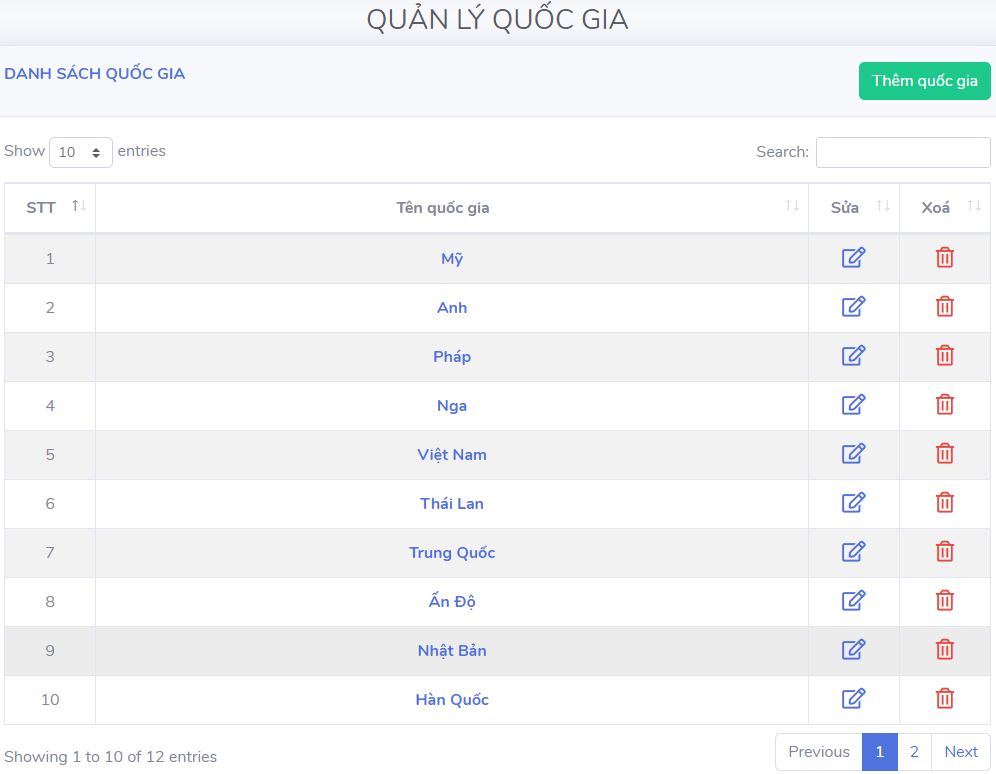 QUẢN LÝ QUỐC GIA
DANH SÁCH QUỐC GIA
Thêm quốc gia
Show 10 entries
Search:
STT Tên quốc gia Sửa Xoá
1 Mỹ
2 Anh
3 Pháp
4 Nga
5 Việt Nam
6 Thái Lan
7 Trung Quốc
8 Ấn Độ
9 Nhật Bản
10 Hàn Quốc
Showing 1 to 10 of 12 entries
Previous 1 2 Next